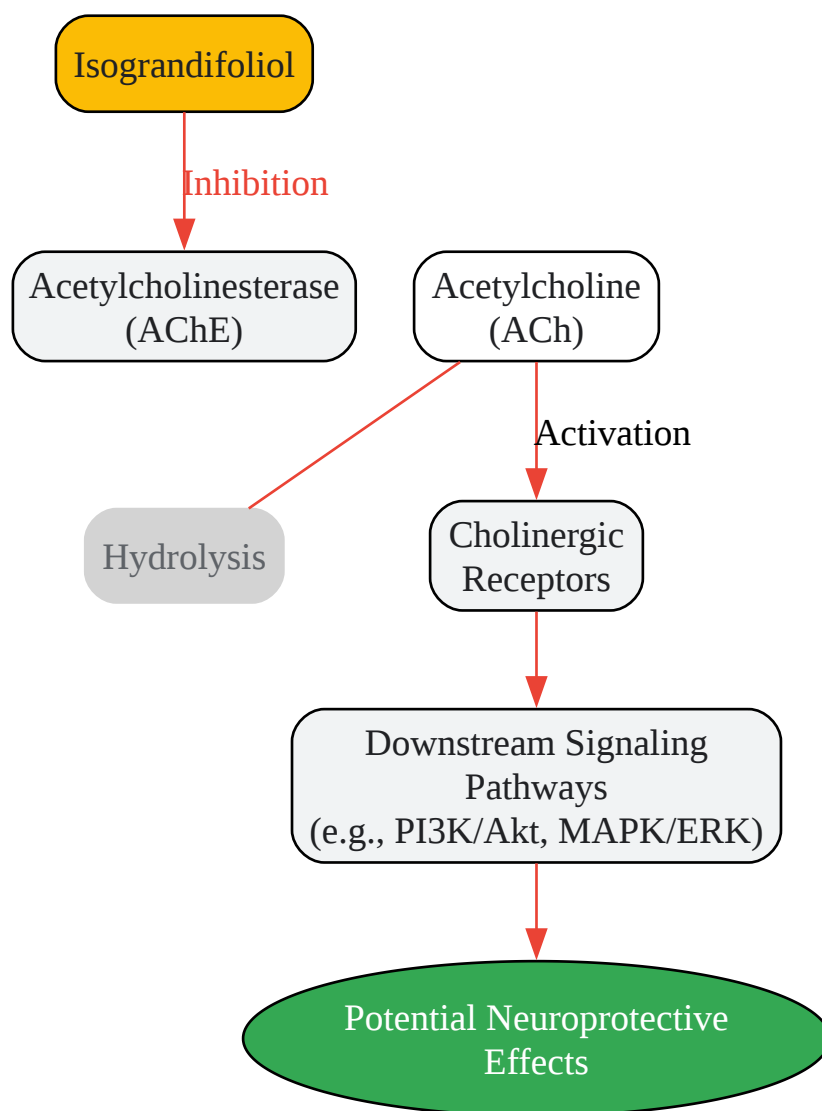 Isograndifoliol
Inhibition
Acetylcholinesterase
(AChE)
Acetylcholine
(ACh)
Activation
Hydrolysis
Cholinergic
Receptors
Downstream Signaling
Pathways
(e.g., PI3K/Akt, MAPK/ERK)
Potential Neuroprotective
Effects